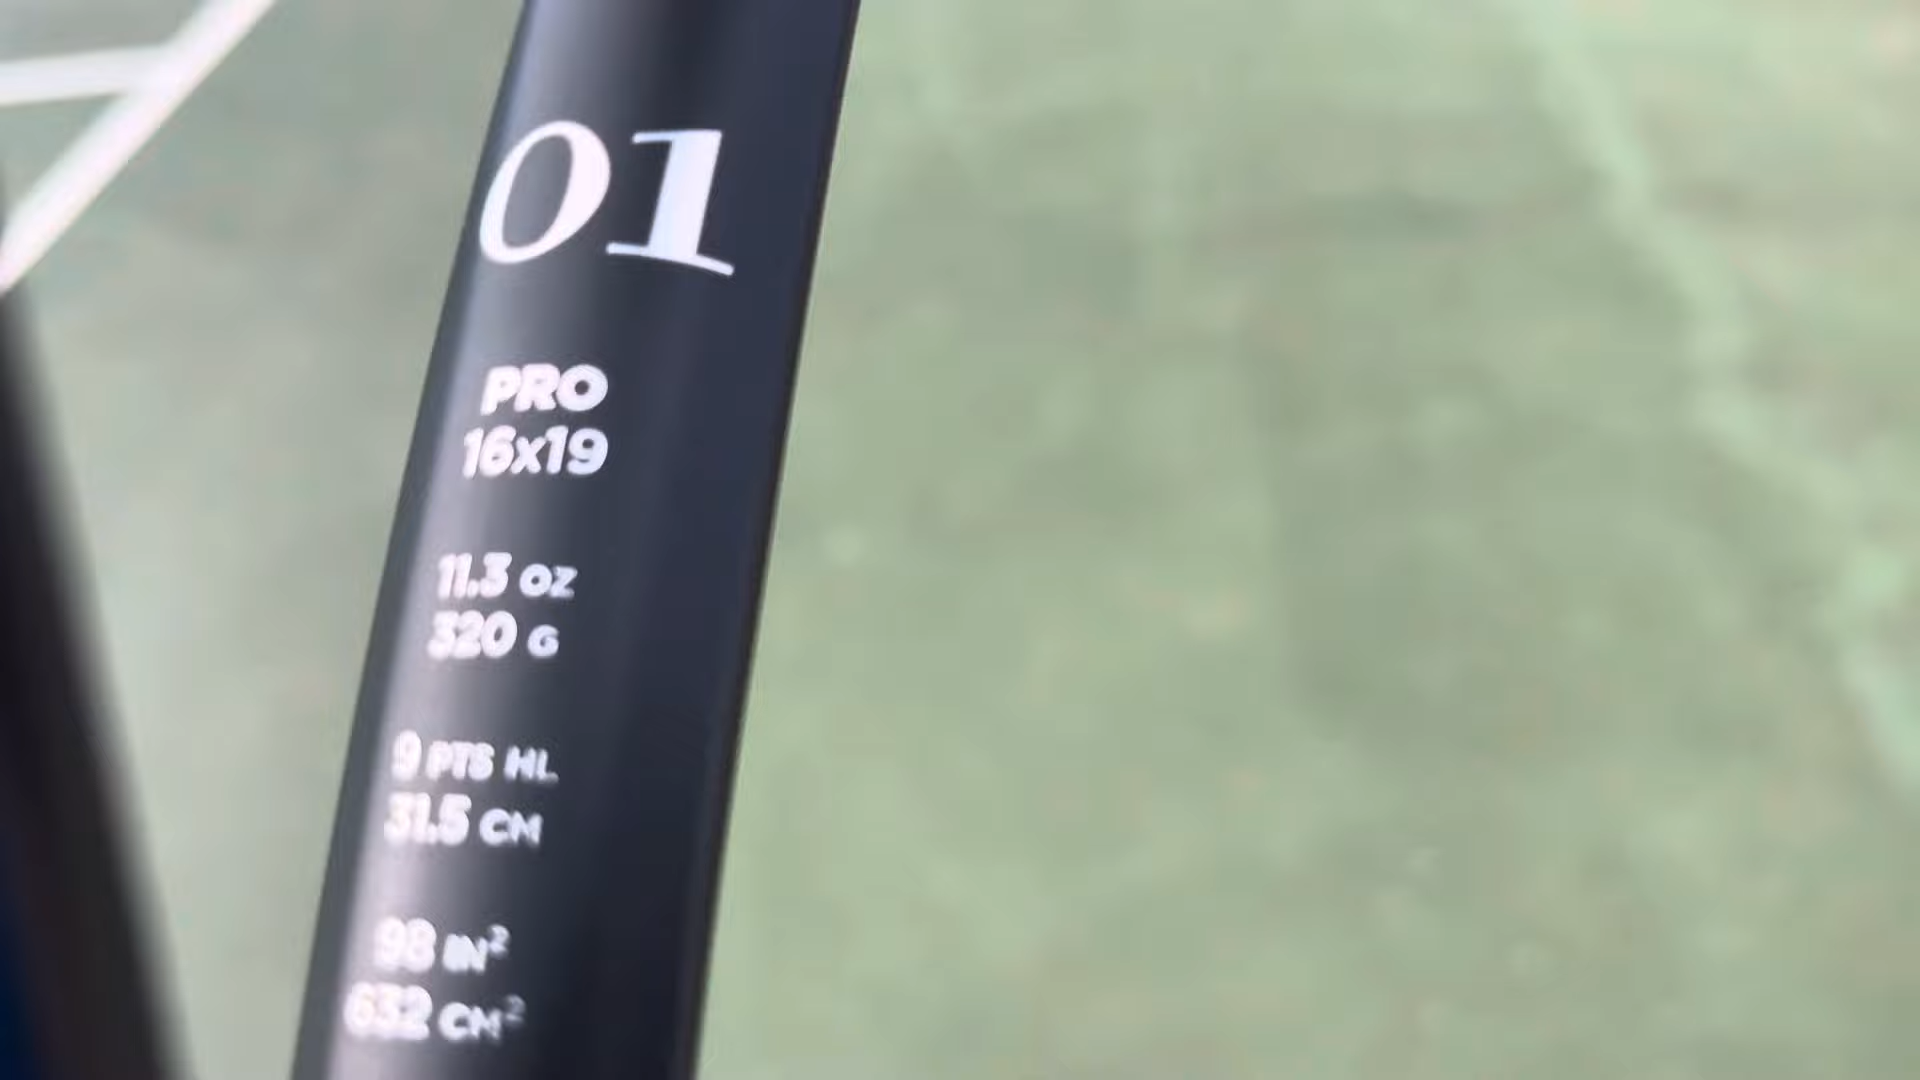 01
PRO
16x19
11.3 OZ
320 G
9 PTS HL
31.5 CM
98 IN²
632 CM²